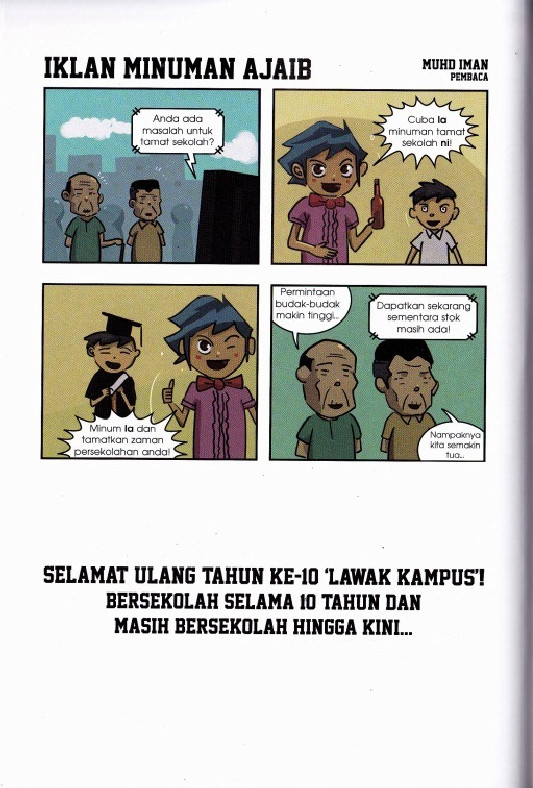 IKLAN MINUMAN AJAIB
MUHD IMAN
PEMBACA
Anda ada
masalah untuk
tamat sekolah?
Cuba la
minuman tamat
sekolah ni!
Minum ila dan
tamatkan zaman
persekolahan anda!
Permintaan
budak-budak
makin tinggi...
Dapatkan sekarang
sementara stok
masih ada!
Nampaknya
kita semakin
tua...
SELAMAT ULANG TAHUN KE-10 'LAWAK KAMPUS'!
BERSEKOLAH SELAMA 10 TAHUN DAN
MASIH BERSEKOLAH HINGGA KINI...